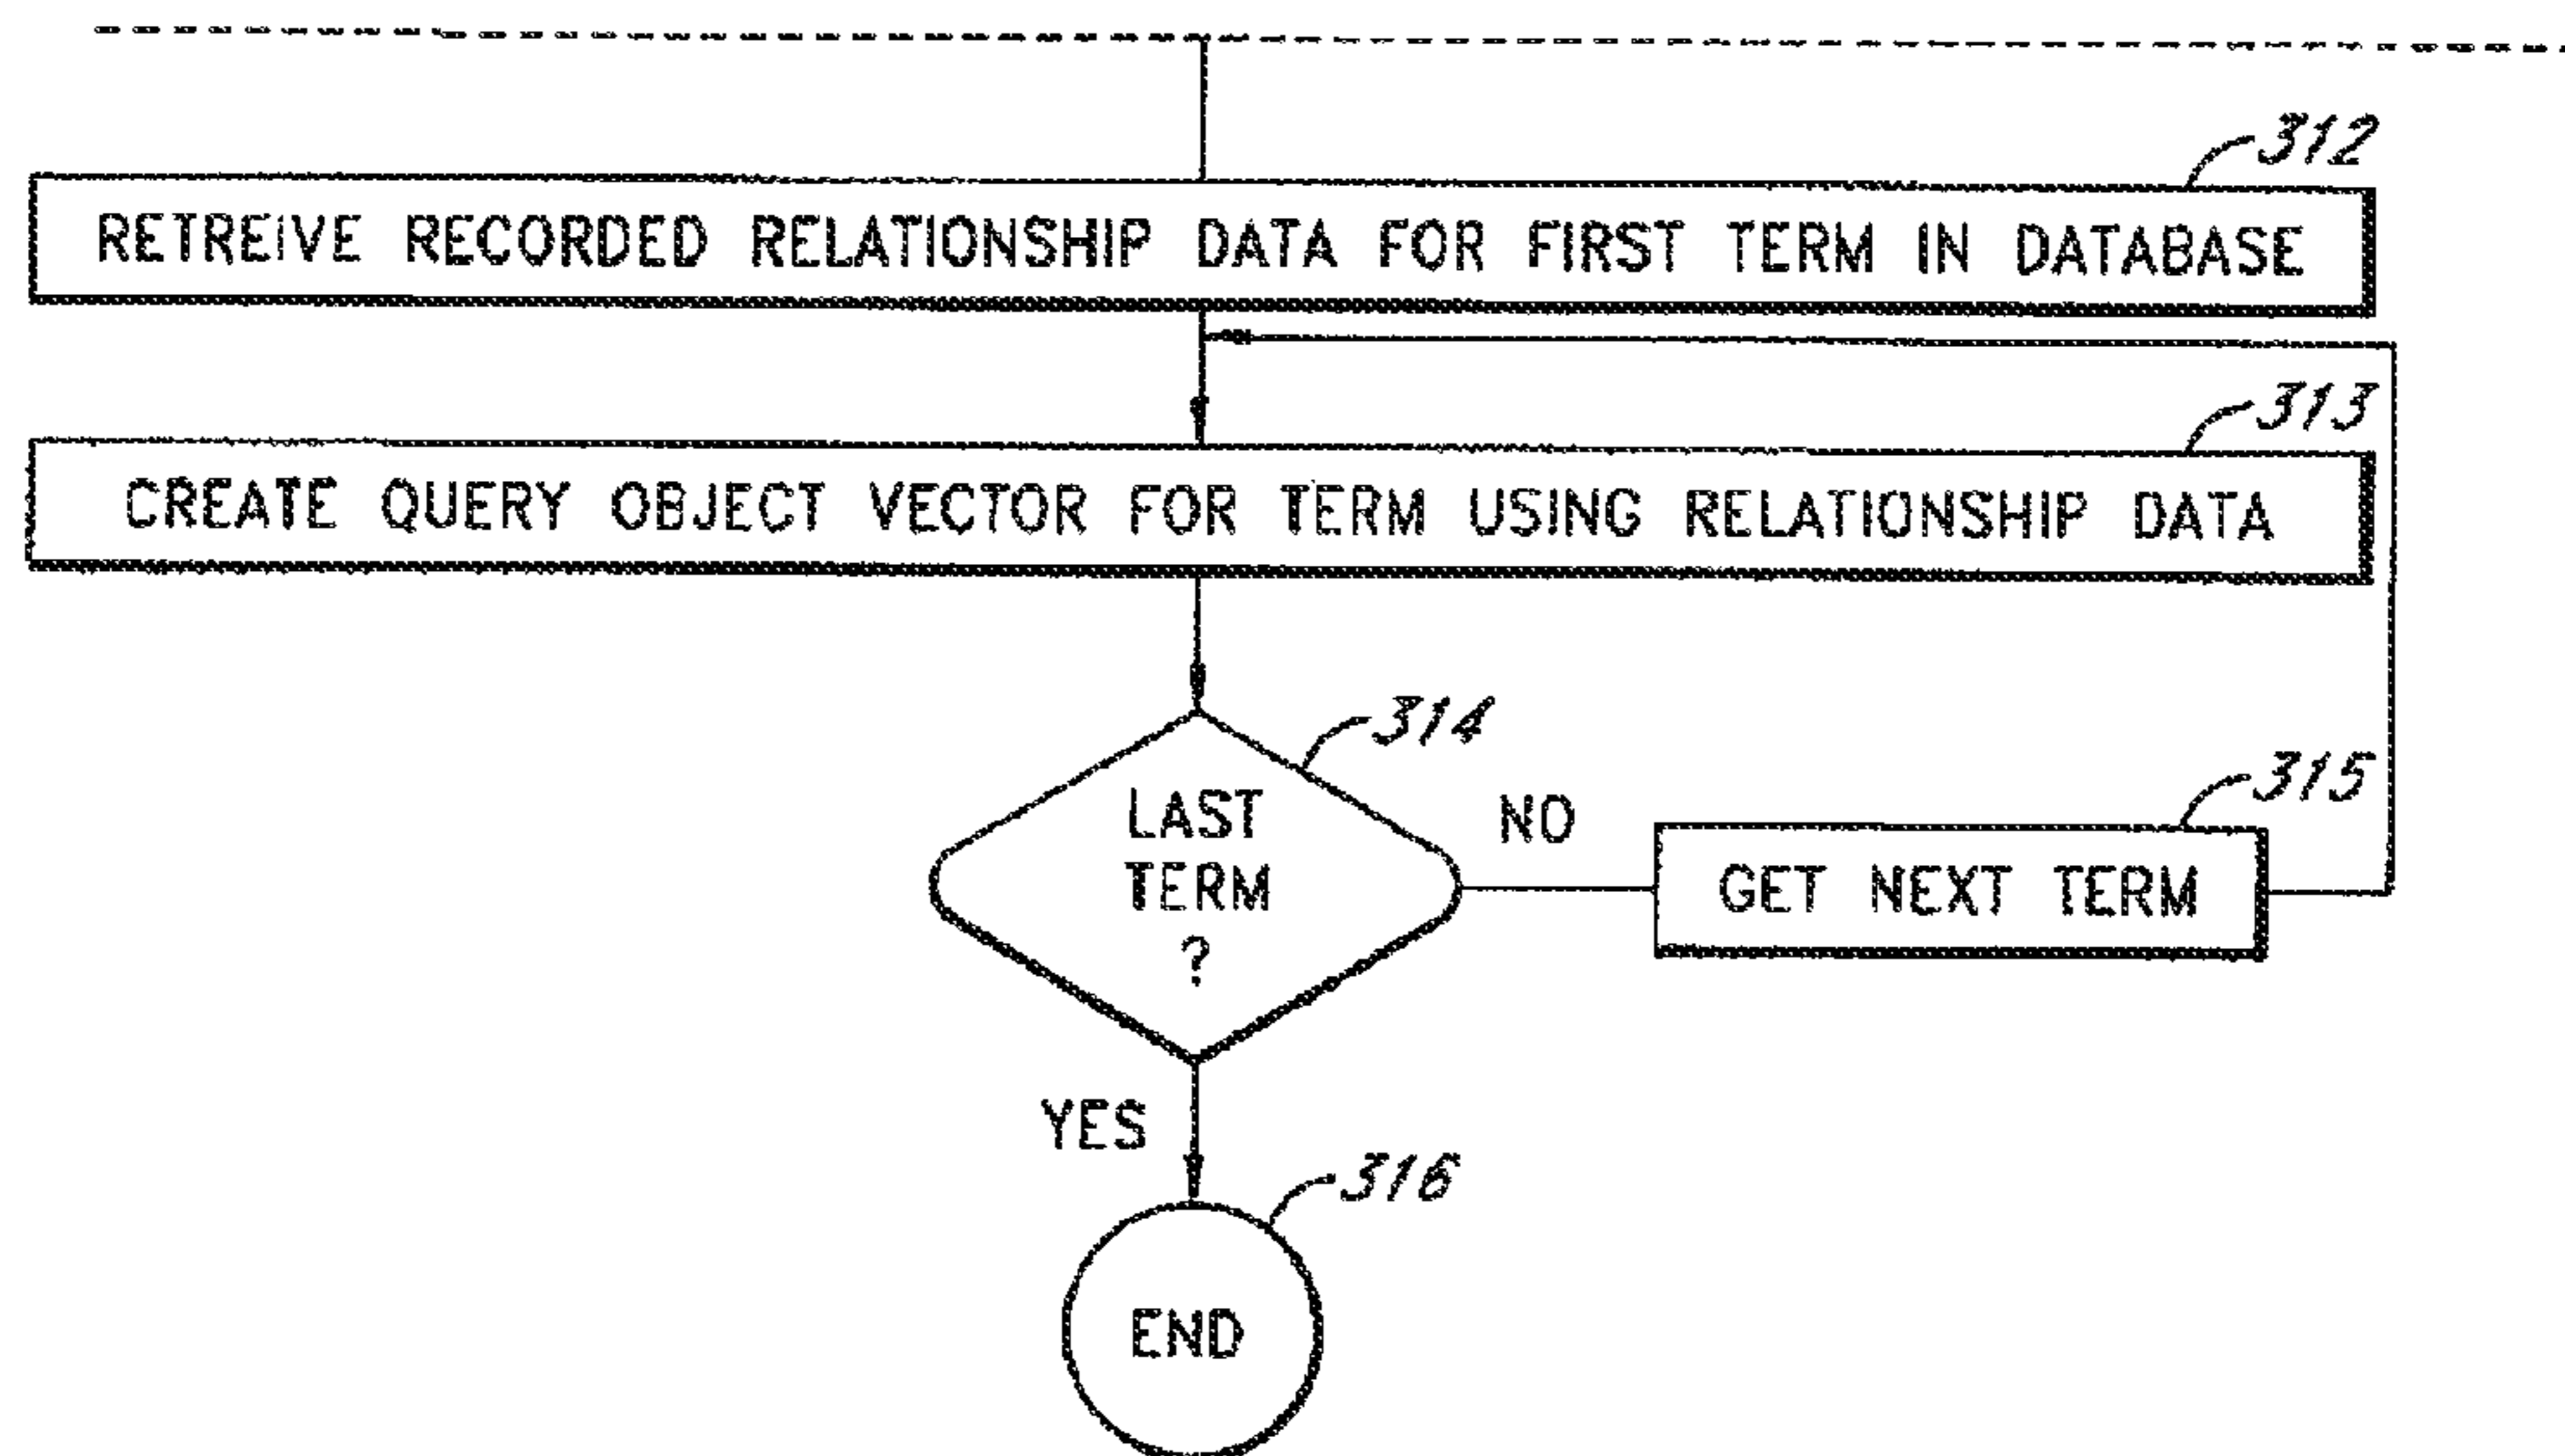 312
RETREIVE RECORDED RELATIONSHIP DATA FOR FIRST TERM IN DATABASE
313
CREATE QUERY OBJECT VECTOR FOR TERM USING RELATIONSHIP DATA
314
LAST
TERM
?
NO
315
GET NEXT TERM
YES
316
END